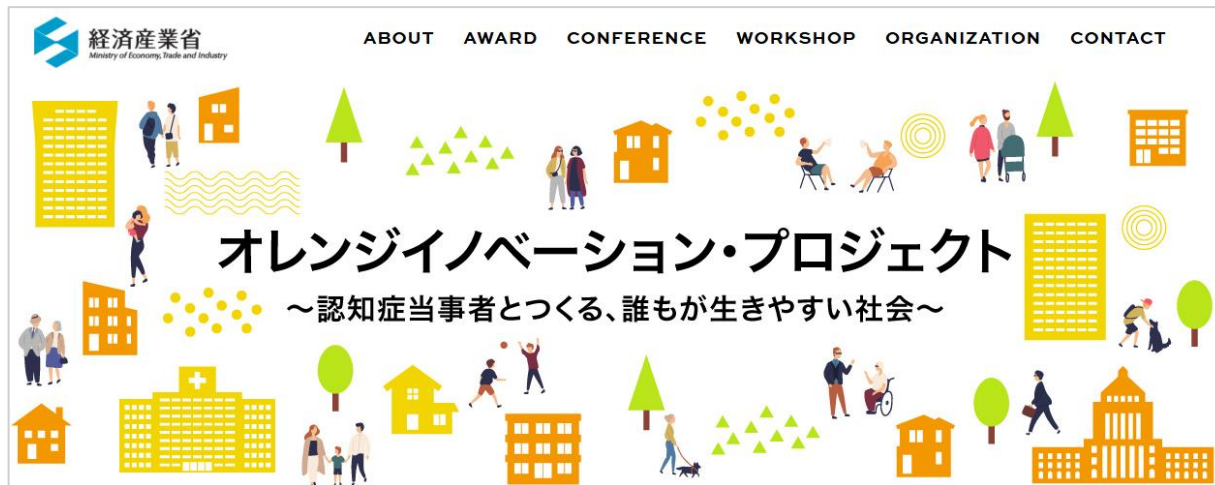 経済産業省
Ministry of Economy, Trade and Industry
ABOUT AWARD CONFERENCE WORKSHOP ORGANIZATION CONTACT
オレンジイノベーション・プロジェクト
～認知症当事者とつくる、誰もが生きやすい社会～